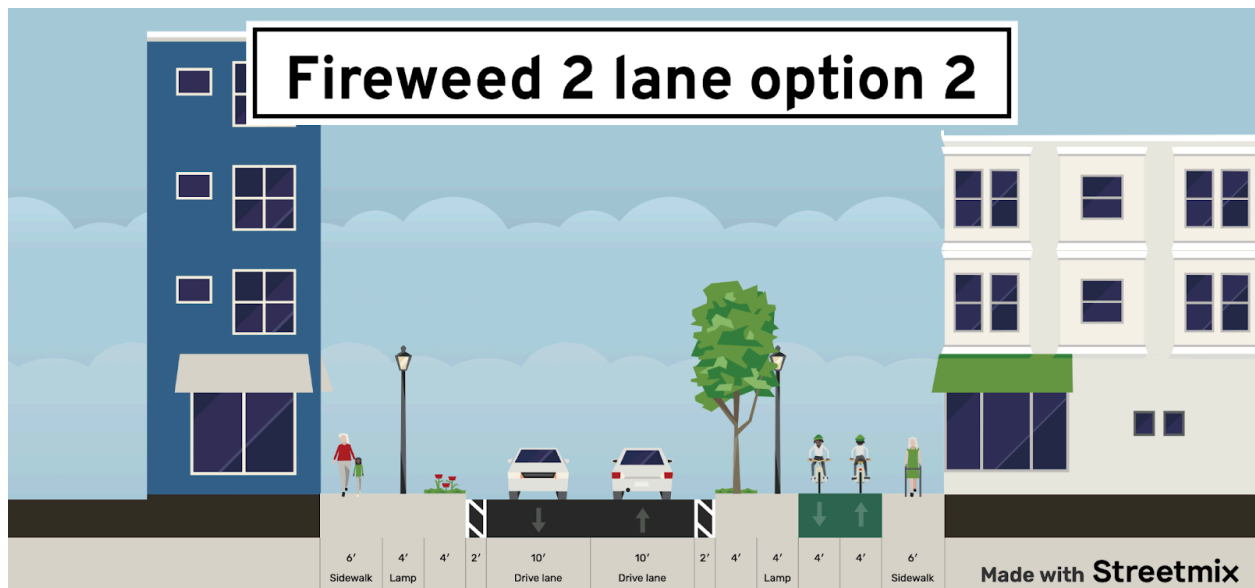 Fireweed 2 lane option 2
6' 4' 4' 2' 10' 10' 2' 4' 4' 4' 4' 6'
Sidewalk Lamp Drive lane Drive lane Lamp Sidewalk
Made with Streetmix